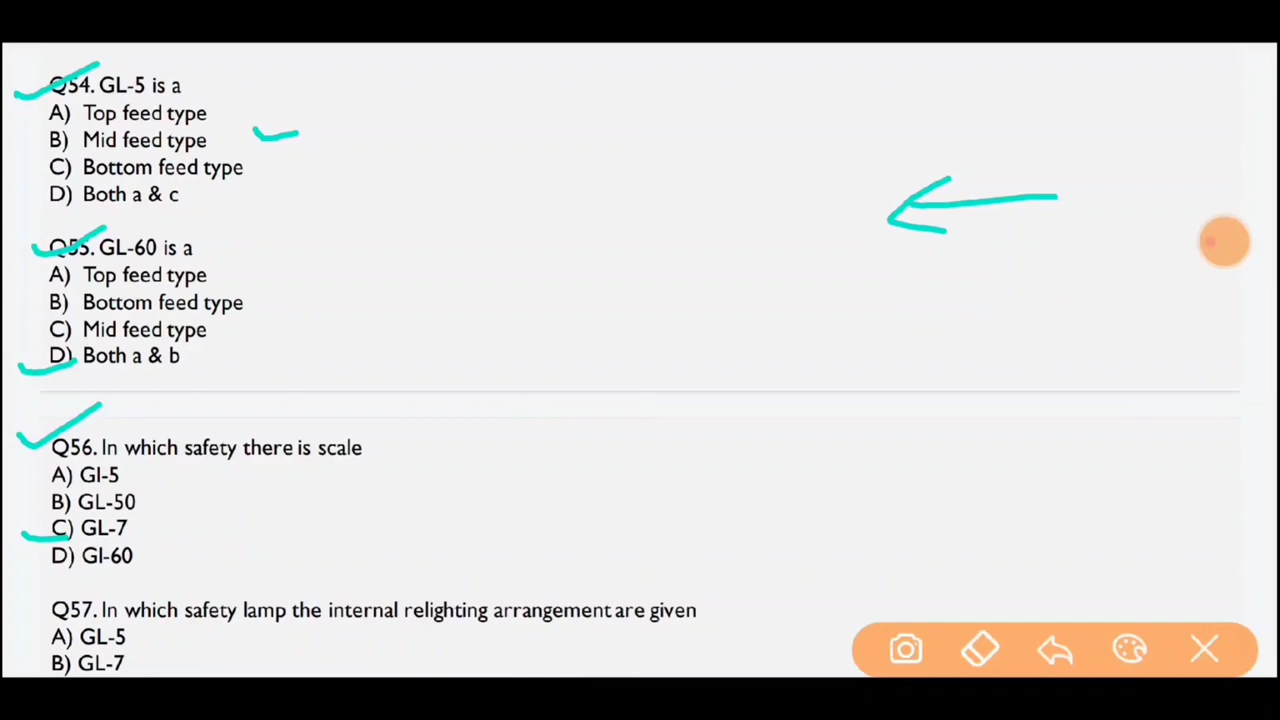 Q54. GL-5 is a
A) Top feed type
B) Mid feed type
C) Bottom feed type
D) Both a & c
Q55. GL-60 is a
A) Top feed type
B) Bottom feed type
C) Mid feed type
D) Both a & b
Q56. In which safety there is scale
A) Gl-5
B) GL-50
C) GL-7
D) Gl-60
Q57. In which safety lamp the internal relighting arrangement are given
A) GL-5
B) GL-7